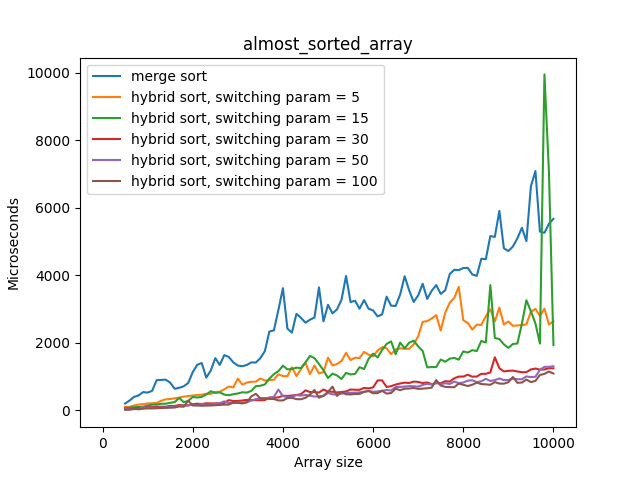 almost_sorted_array
merge sort
hybrid sort, switching param = 5
hybrid sort, switching param = 15
hybrid sort, switching param = 30
hybrid sort, switching param = 50
hybrid sort, switching param = 100
Microseconds
10000
8000
6000
4000
2000
0
0 2000 4000 6000 8000 10000
Array size